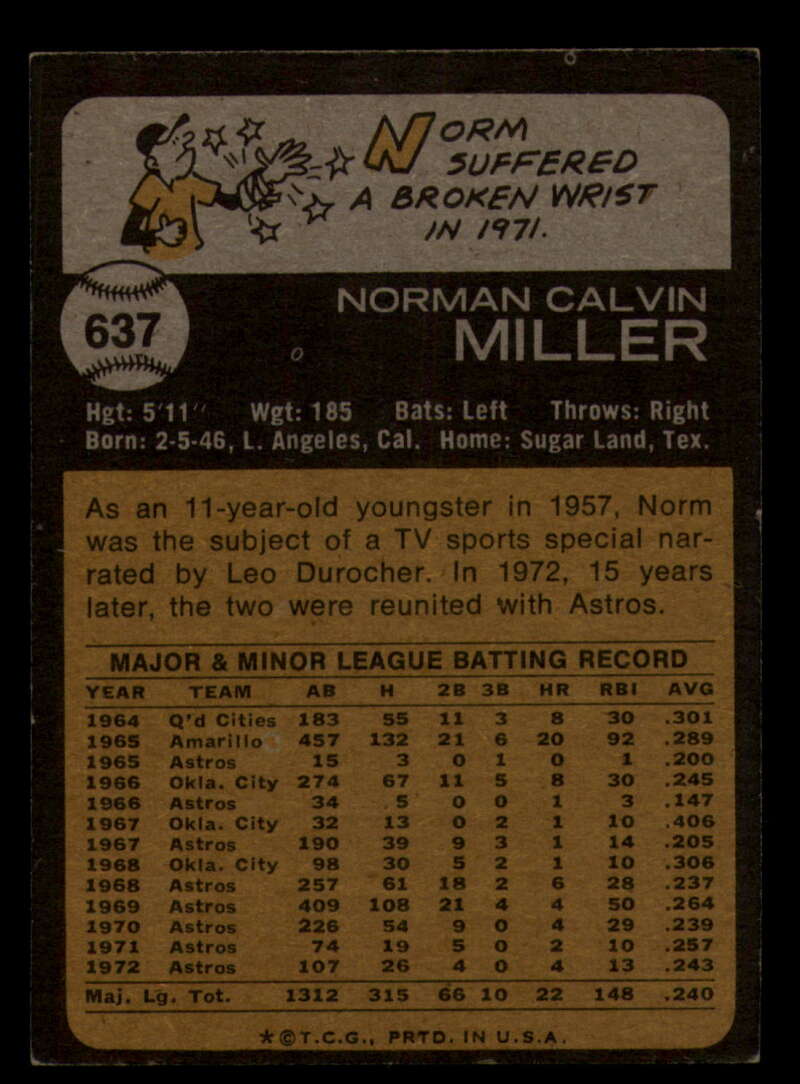 NORM
SUFFERED
A BROKEN WRIST
IN 1971.
637
NORMAN CALVIN
MILLER
Hgt: 5'11" Wgt: 185 Bats: Left Throws: Right
Born: 2-5-46, L. Angeles, Cal. Home: Sugar Land, Tex.
As an 11-year-old youngster in 1957, Norm
was the subject of a TV sports special nar-
rated by Leo Durocher. In 1972, 15 years
later, the two were reunited with Astros.
MAJOR & MINOR LEAGUE BATTING RECORD
YEAR TEAM AB H 2B 3B HR RBI AVG
1964 Q'd Cities 183 55 11 3 8 30 .301
1965 Amarillo 457 132 21 6 20 92 .289
1965 Astros 15 3 0 1 0 1 .200
1966 Okla. City 274 67 11 5 8 30 .245
1966 Astros 34 5 0 0 1 3 .147
1967 Okla. City 32 13 0 2 1 10 .406
1967 Astros 190 39 9 3 1 14 .205
1968 Okla. City 98 30 5 2 1 10 .306
1968 Astros 257 61 18 2 6 28 .237
1969 Astros 409 108 21 4 4 50 .264
1970 Astros 226 54 9 0 4 29 .239
1971 Astros 74 19 5 0 2 10 .257
1972 Astros 107 26 4 0 4 13 .243
Maj. Lg. Tot. 1312 315 66 10 22 148 .240
*©T.C.G., PRTD. IN U.S.A.